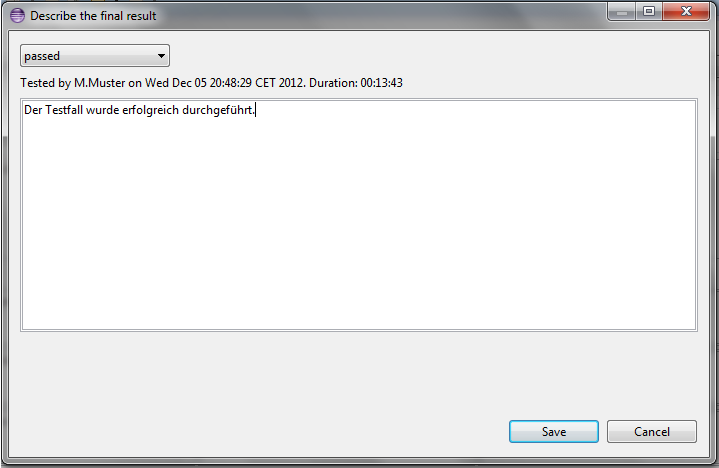 Describe the final result
passed
Tested by M.Muster on Wed Dec 05 20:48:29 CET 2012. Duration: 00:13:43
Der Testfall wurde erfolgreich durchgeführt.
Save
Cancel